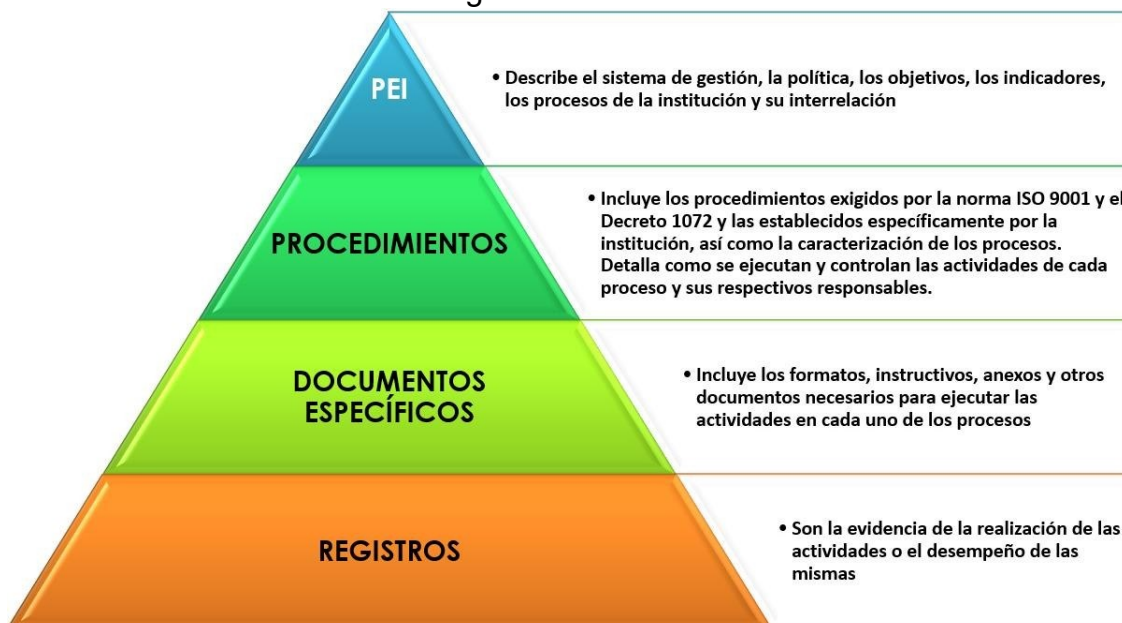 PEI
• Describe el sistema de gestión, la política, los objetivos, los indicadores,
los procesos de la institución y su interrelación
PROCEDIMIENTOS
• Incluye los procedimientos exigidos por la norma ISO 9001 y el
Decreto 1072 y las establecidos específicamente por la
institución, así como la caracterización de los procesos.
Detalla como se ejecutan y controlan las actividades de cada
proceso y sus respectivos responsables.
DOCUMENTOS
ESPECÍFICOS
• Incluye los formatos, instructivos, anexos y otros
documentos necesarios para ejecutar las
actividades en cada uno de los procesos
REGISTROS
• Son la evidencia de la realización de las
actividades o el desempeño de las
mismas